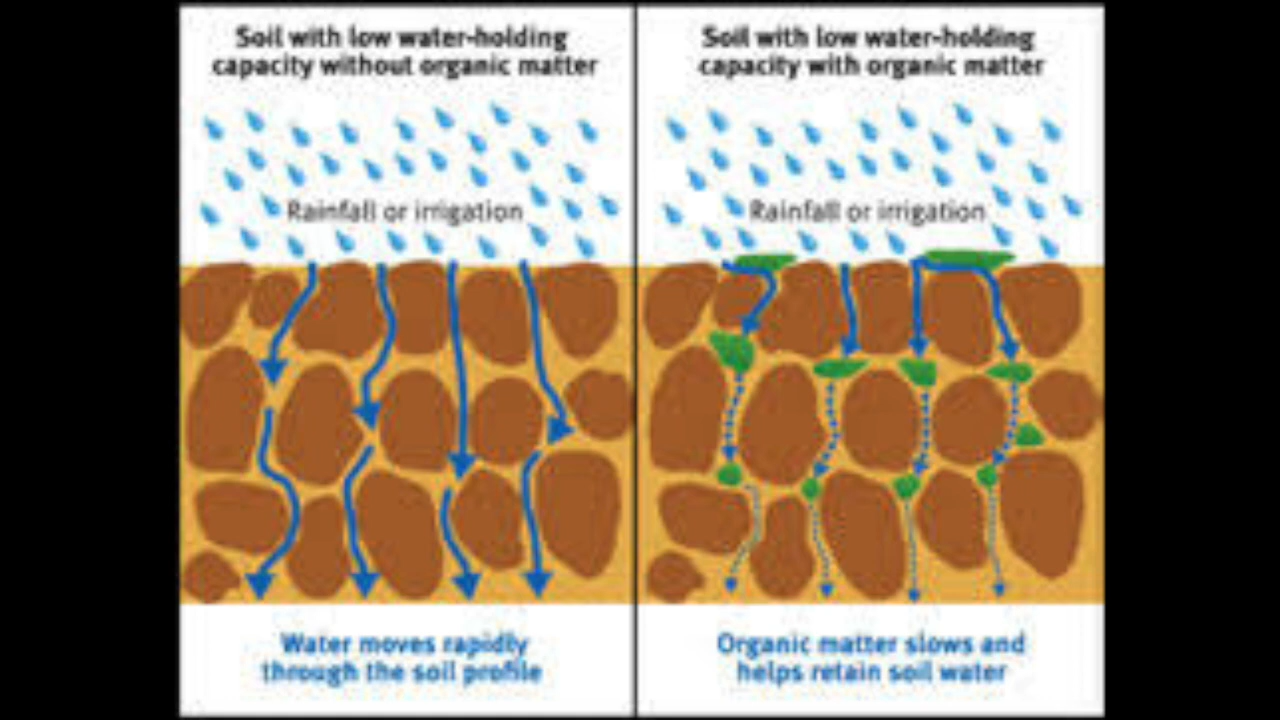 Soil with low water-holding
capacity without organic matter
Rainfall or irrigation
Water moves rapidly
through the soil profile
Soil with low water-holding
capacity with organic matter
Rainfall or irrigation
Organic matter slows and
helps retain soil water